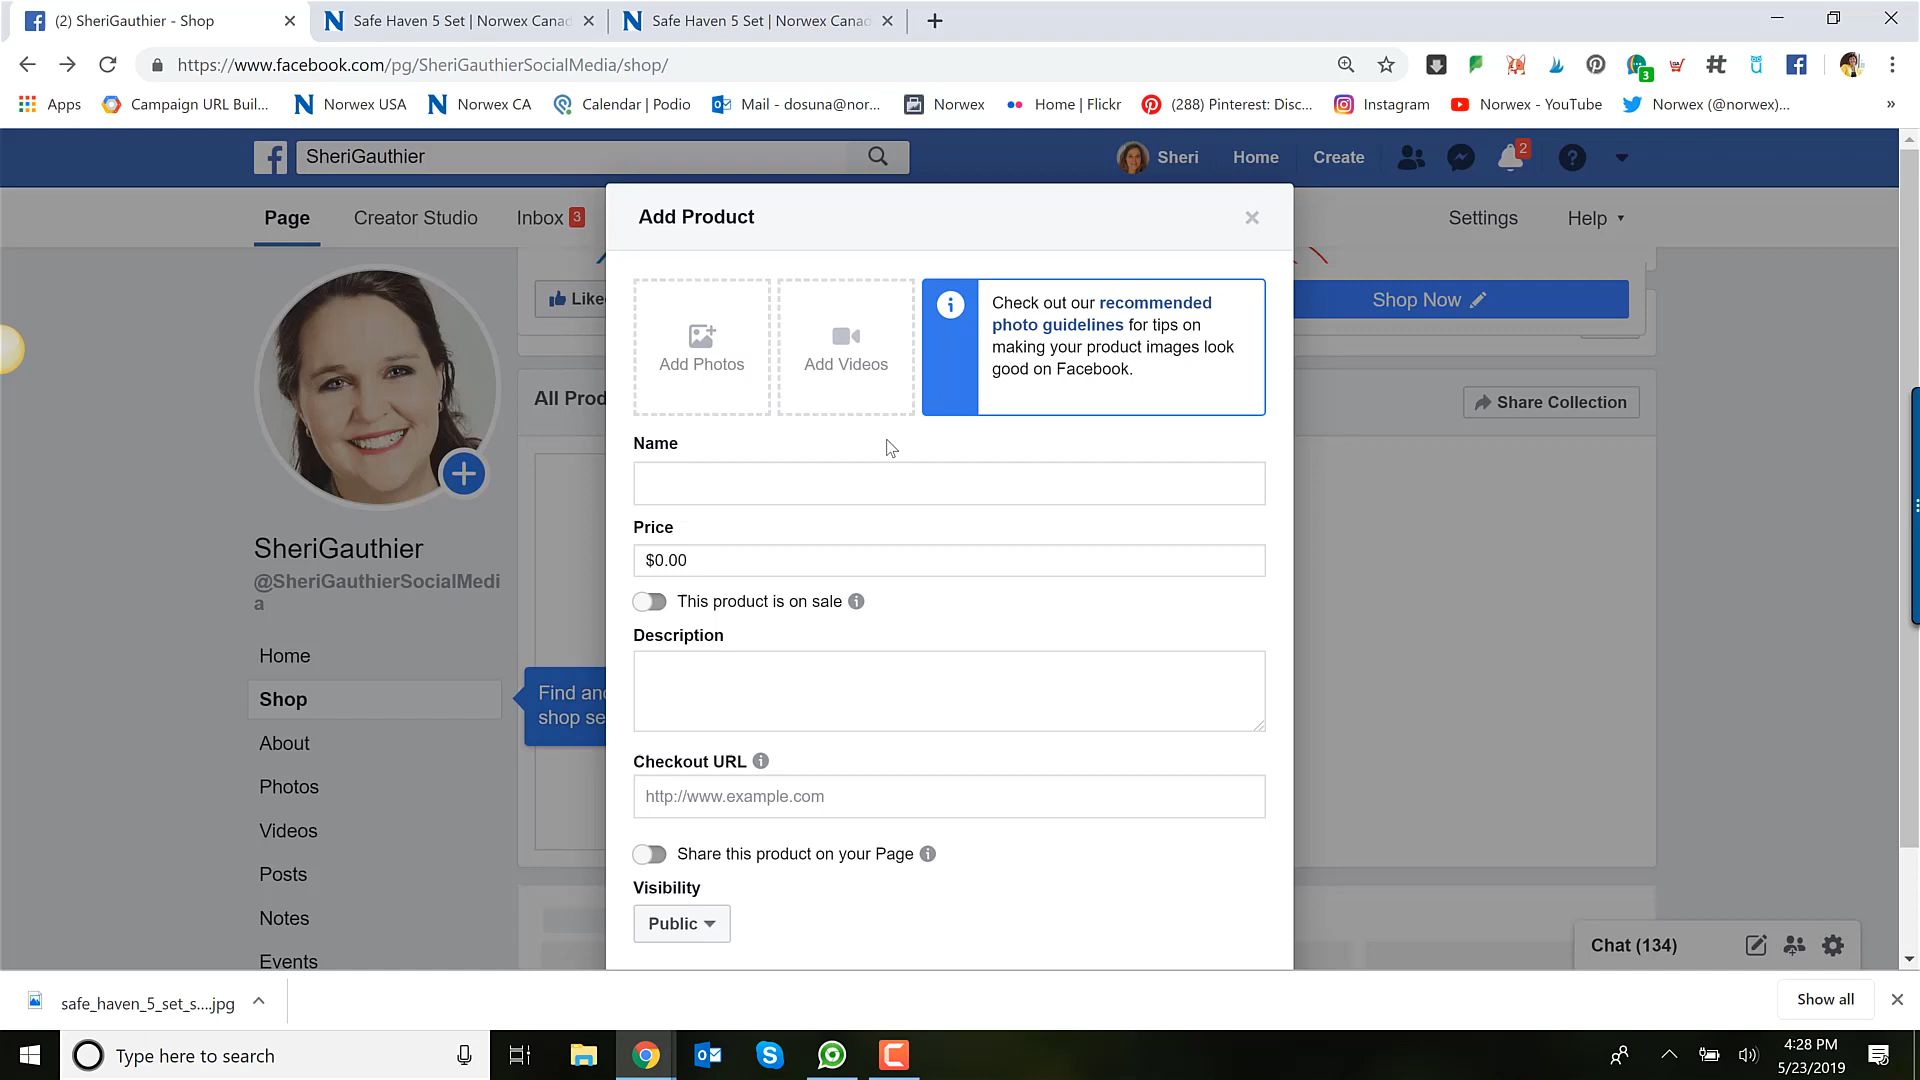 (2) SheriGauthier - Shop
Safe Haven 5 Set | Norwex Canad
Safe Haven 5 Set | Norwex Canad
https://www.facebook.com/pg/SheriGauthierSocialMedia/shop/
3
Apps
Campaign URL Buil...
Norwex USA
Norwex CA
Calendar | Podio
Mail - dosuna@nor...
Norwex
Home | Flickr
(288) Pinterest: Disc...
Instagram
Norwex - YouTube
Norwex (@norwex)...
»
SheriGauthier
Sheri
Home
Create
2
Page
Creator Studio
Inbox 3
Settings
Help
Add Product
Like
Add Photos
Add Videos
Check out our recommended
photo guidelines for tips on
making your product images look
good on Facebook.
Shop Now
All Prod
Share Collection
Name
Price
$0.00
This product is on sale
Description
SheriGauthier
@SheriGauthierSocialMedi
a
Home
Shop
About
Photos
Videos
Posts
Notes
Events
Find and
shop se
Checkout URL
http://www.example.com
Share this product on your Page
Visibility
Public
Chat (134)
safe_haven_5_set_s....jpg
Show all
Type here to search
4:28 PM
5/23/2019